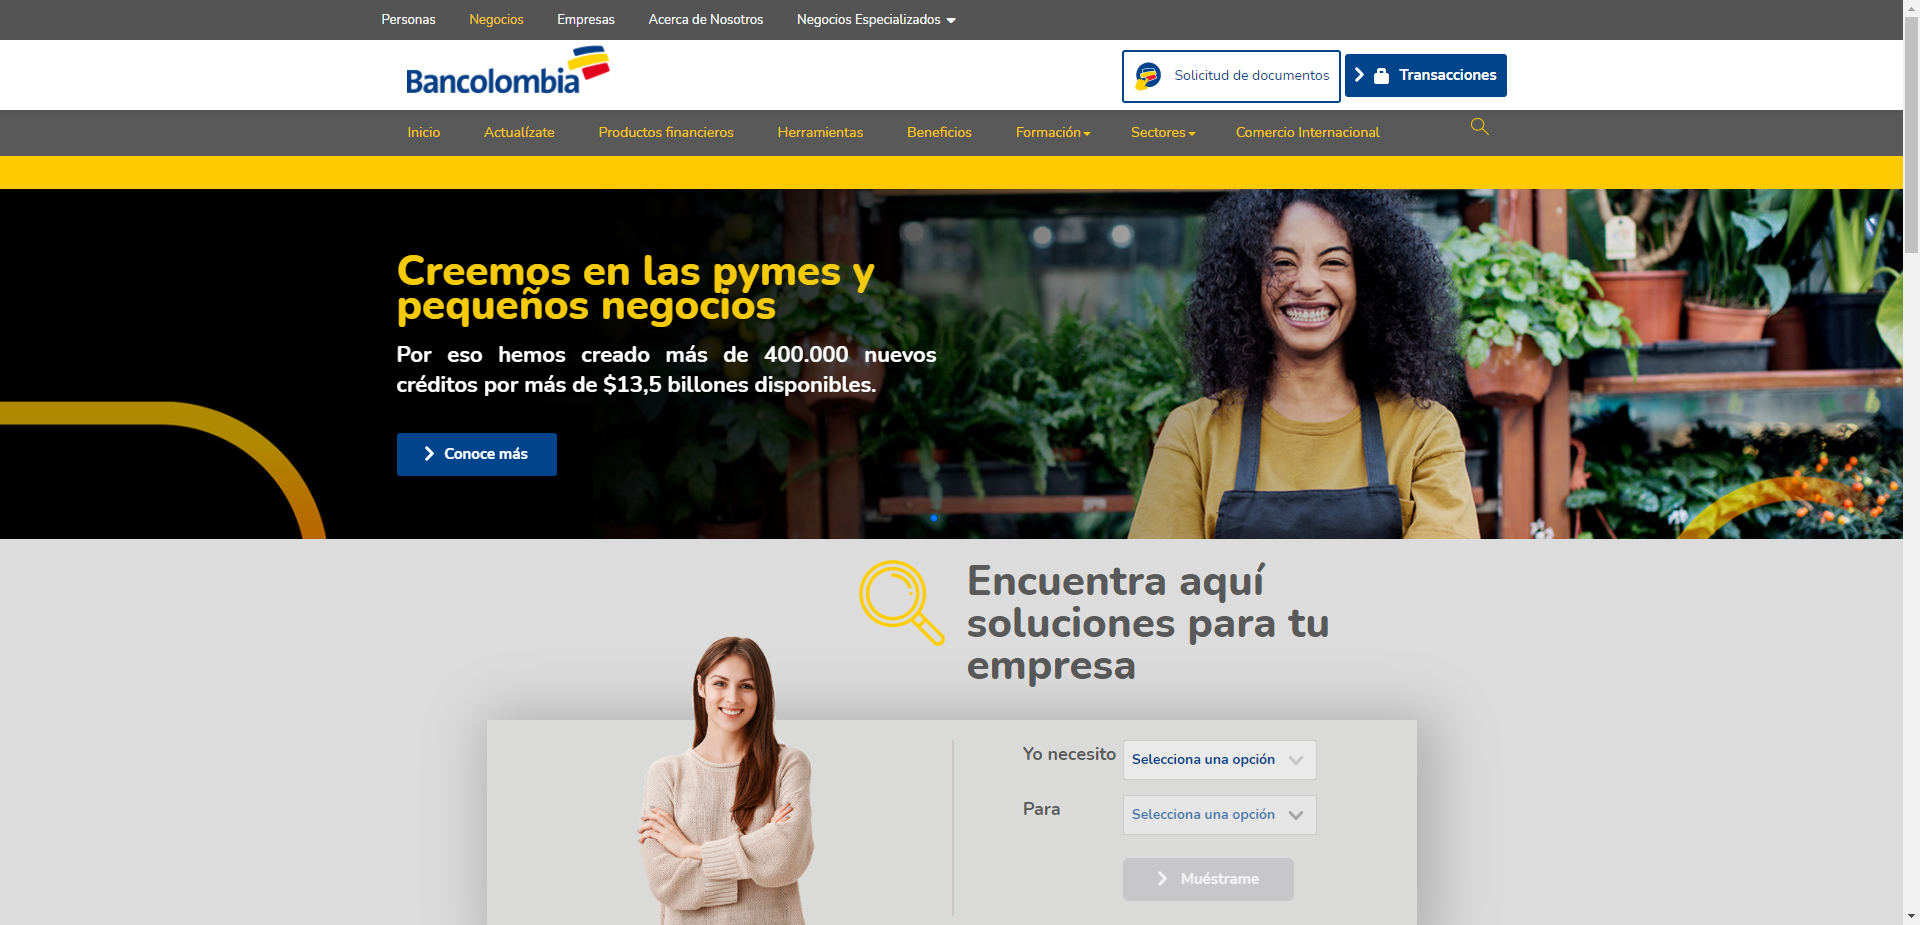 Personas Negocios Empresas Acerca de Nosotros Negocios Especializados
Bancolombia
Solicitud de documentos
Transacciones
Inicio Actualízate Productos financieros Herramientas Beneficios Formación Sectores Comercio Internacional
Creemos en las pymes y
pequeños negocios
Por eso hemos creado más de 400.000 nuevos
créditos por más de $13,5 billones disponibles.
Conoce más
Encuentra aquí
soluciones para tu
empresa
Yo necesito Selecciona una opción
Para Selecciona una opción
Muéstrame